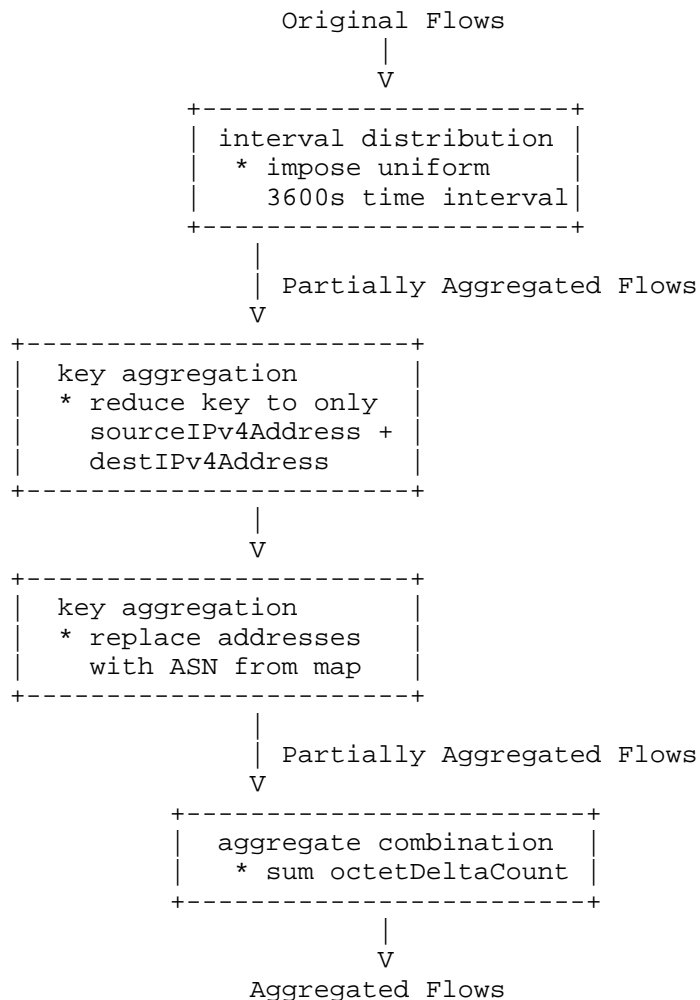 Original Flows
|
V
+-----------------------+
| interval distribution |
| * impose uniform |
| 3600s time interval|
+-----------------------+
|
| Partially Aggregated Flows
V
+------------------------+
| key aggregation |
| * reduce key to only |
| sourceIPv4Address + |
| destIPv4Address |
+------------------------+
|
V
+------------------------+
| key aggregation |
| * replace addresses |
| with ASN from map |
+------------------------+
|
| Partially Aggregated Flows
V
+-------------------------+
| aggregate combination |
| * sum octetDeltaCount |
+-------------------------+
|
V
Aggregated Flows